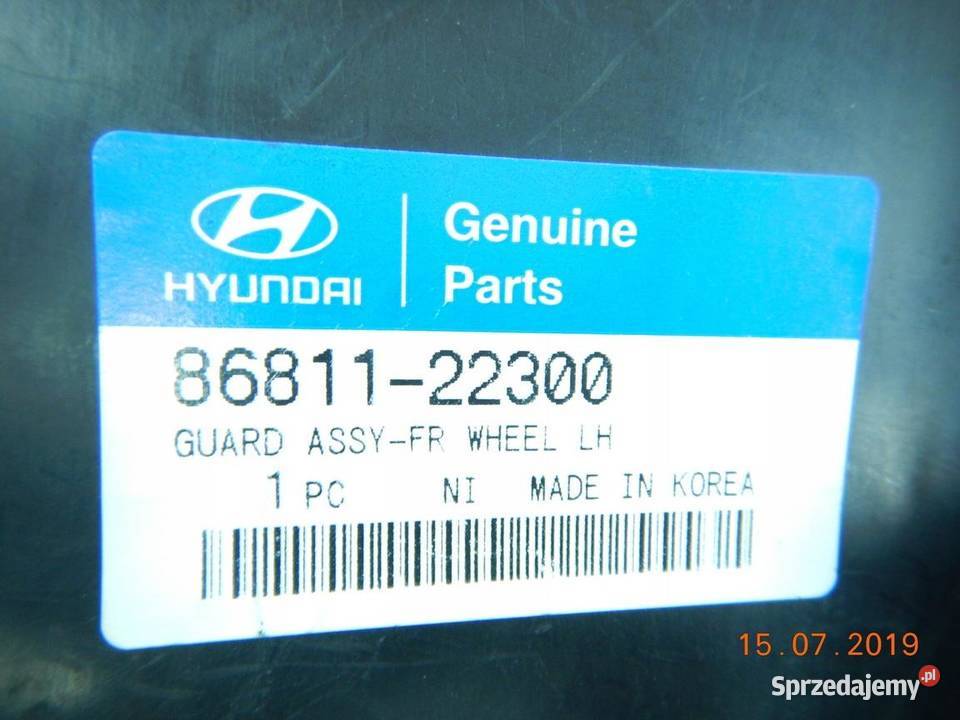 HYUNDAI
Genuine
Parts
86811-22300
GUARD ASSY-FR WHEEL LH
1 PC NI MADE IN KOREA
15.07.2019
Sprzedajemy.pl